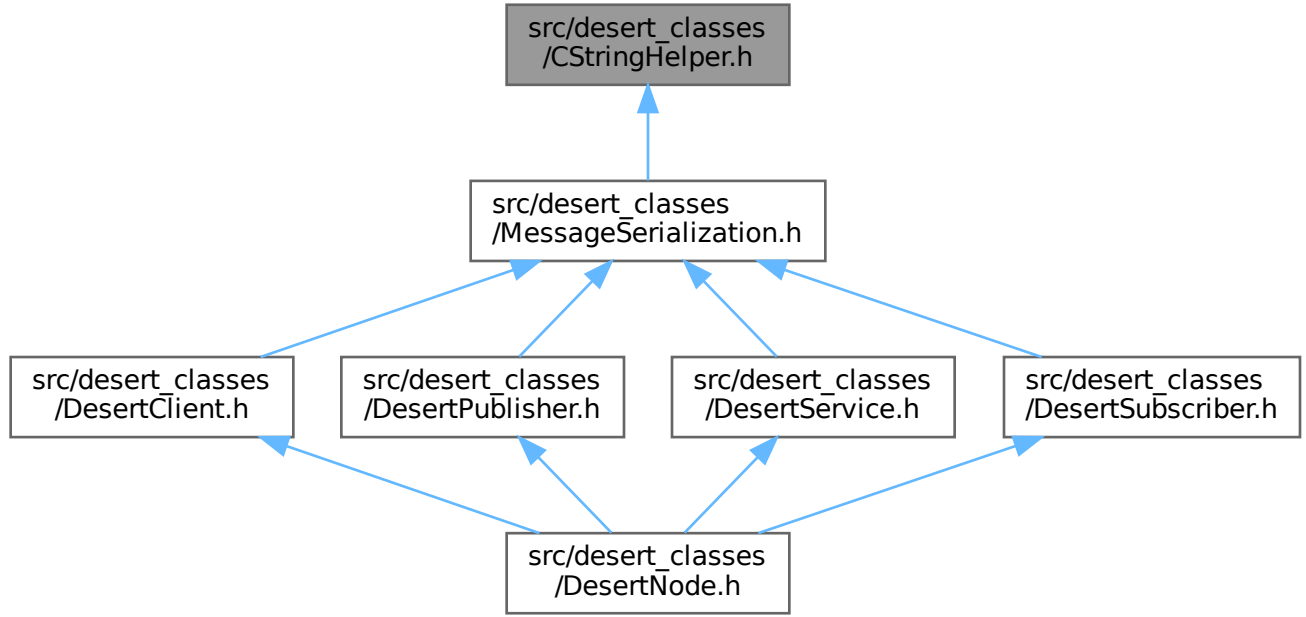 src/desert_classes
/CStringHelper.h
src/desert_classes
/MessageSerialization.h
src/desert_classes
/DesertClient.h
src/desert_classes
/DesertPublisher.h
src/desert_classes
/DesertService.h
src/desert_classes
/DesertSubscriber.h
src/desert_classes
/DesertNode.h